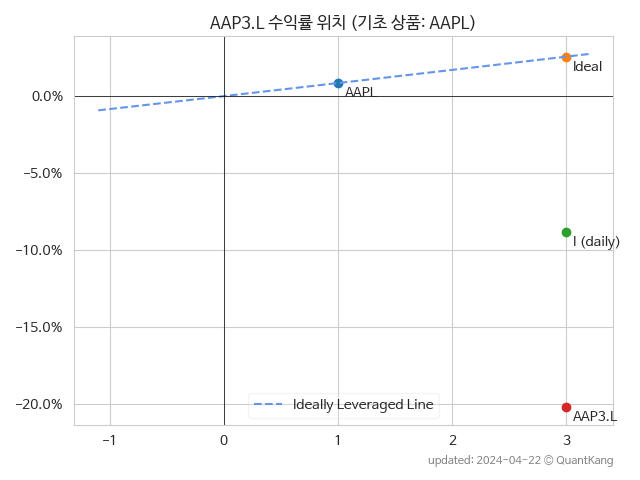 AAP3.L 수익률 위치 (기초 상품: AAPL)
Ideal
AAPL
0.0%
−5.0%
I (daily)
−10.0%
−15.0%
−20.0%
Ideally Leveraged Line
AAP3.L
−1
0
1
2
3
updated: 2024-04-22 © QuantKang